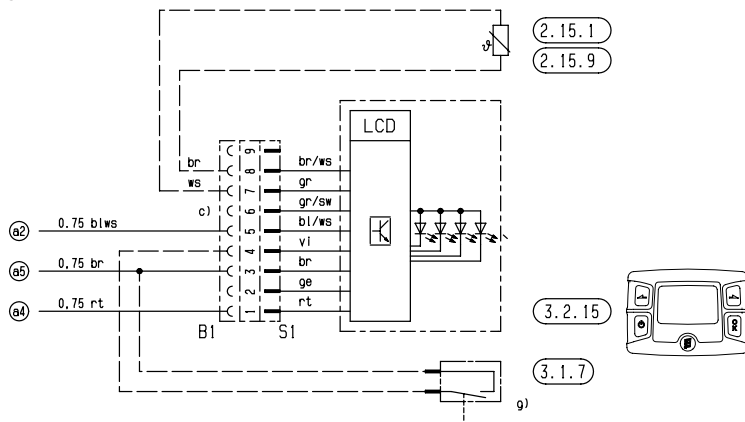 ϑ
2.15.1
2.15.9
LCD
9
br 8 br/ws
ws 7 gr
c) 6 gr/sw
a2 0.75 blws 5 bl/ws
4 vi
a5 0,75 br 3 br
2 ge
a4 0,75 rt 1 rt
B1 S1
3.2.15
3.1.7
g)